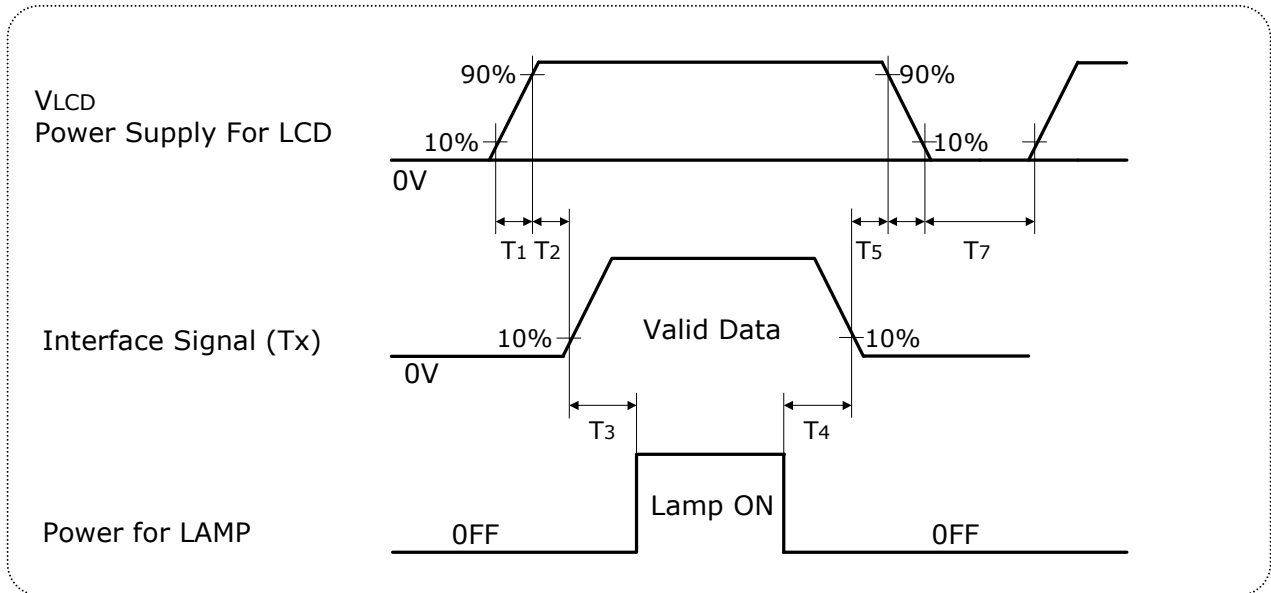 90%
90%
VLCD
Power Supply For LCD
10%
10%
0V
T1 T2
T5
T7
Interface Signal (Tx)
10%
Valid Data
10%
0V
T3
T4
Lamp ON
Power for LAMP
0FF
0FF